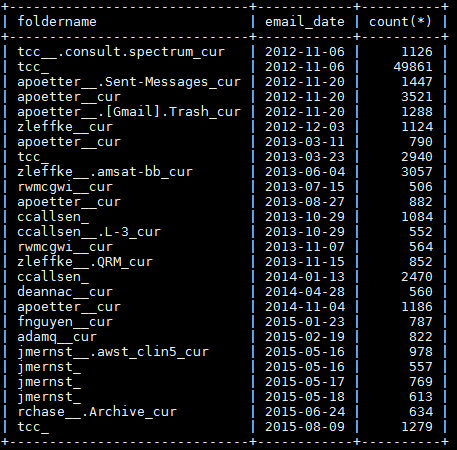 +------------------------------+------------+----------+
| foldername                   | email_date | count(*) |
+------------------------------+------------+----------+
| tcc__.consult.spectrum_cur   | 2012-11-06 |     1126 |
| tcc_                         | 2012-11-06 |    49861 |
| apoetter__.Sent-Messages_cur | 2012-11-20 |     1447 |
| apoetter__cur                | 2012-11-20 |     3521 |
| apoetter__.[Gmail].Trash_cur | 2012-11-20 |     1288 |
| zleffke__cur                 | 2012-12-03 |     1124 |
| apoetter__cur                | 2013-03-11 |      790 |
| tcc_                         | 2013-03-23 |     2940 |
| zleffke__.amsat-bb_cur       | 2013-06-04 |     3057 |
| rwmcgwi__cur                 | 2013-07-15 |      506 |
| apoetter__cur                | 2013-08-27 |      882 |
| ccallsen_                    | 2013-10-29 |     1084 |
| ccallsen__.L-3_cur           | 2013-10-29 |      552 |
| rwmcgwi__cur                 | 2013-11-07 |      564 |
| zleffke__.QRM_cur            | 2013-11-15 |      852 |
| ccallsen_                    | 2014-01-13 |     2470 |
| deannac__cur                 | 2014-04-28 |      560 |
| apoetter__cur                | 2014-11-04 |     1186 |
| fnguyen__cur                 | 2015-01-23 |      787 |
| adamq__cur                   | 2015-02-19 |      822 |
| jmernst__.awst_clin5_cur     | 2015-05-16 |      978 |
| jmernst_                     | 2015-05-16 |      557 |
| jmernst_                     | 2015-05-17 |      769 |
| jmernst_                     | 2015-05-18 |      613 |
| rchase__.Archive_cur         | 2015-06-24 |      634 |
| tcc_                         | 2015-08-09 |     1279 |
+------------------------------+------------+----------+